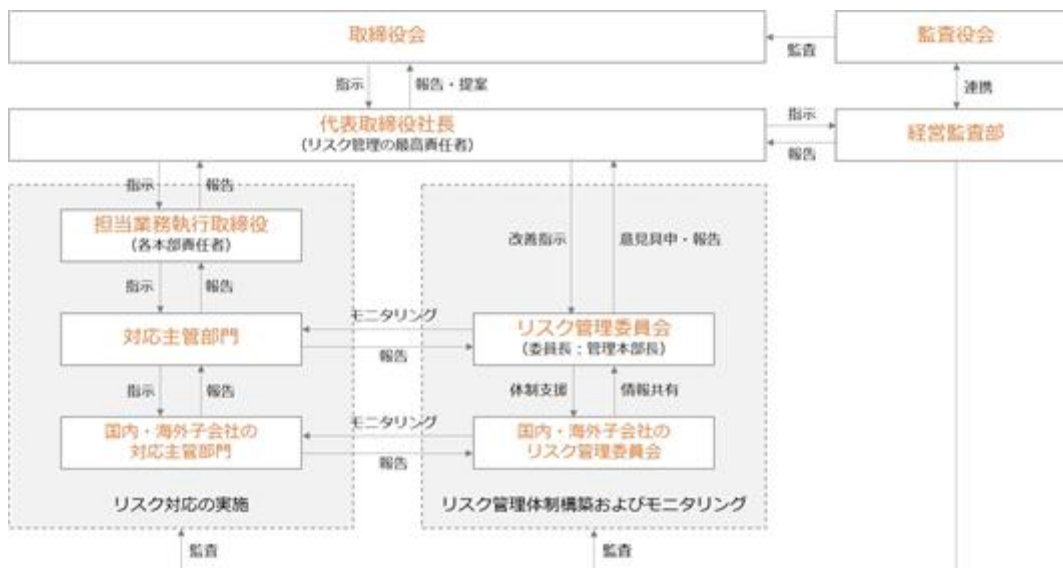 取締役会
監査役会
監査
指示
報告・提案
連携
代表取締役社長
(リスク管理の最高責任者)
指示
報告
経営監査部
指示
報告
担当業務執行取締役
(各本部責任者)
改善指示
意見具申・報告
指示
報告
対応主管部門
モニタリング
報告
リスク管理委員会
(委員長：管理本部長)
指示
報告
体制支援
情報共有
国内・海外子会社の
対応主管部門
モニタリング
報告
国内・海外子会社の
リスク管理委員会
リスク対応の実施
リスク管理体制構築およびモニタリング
監査
監査